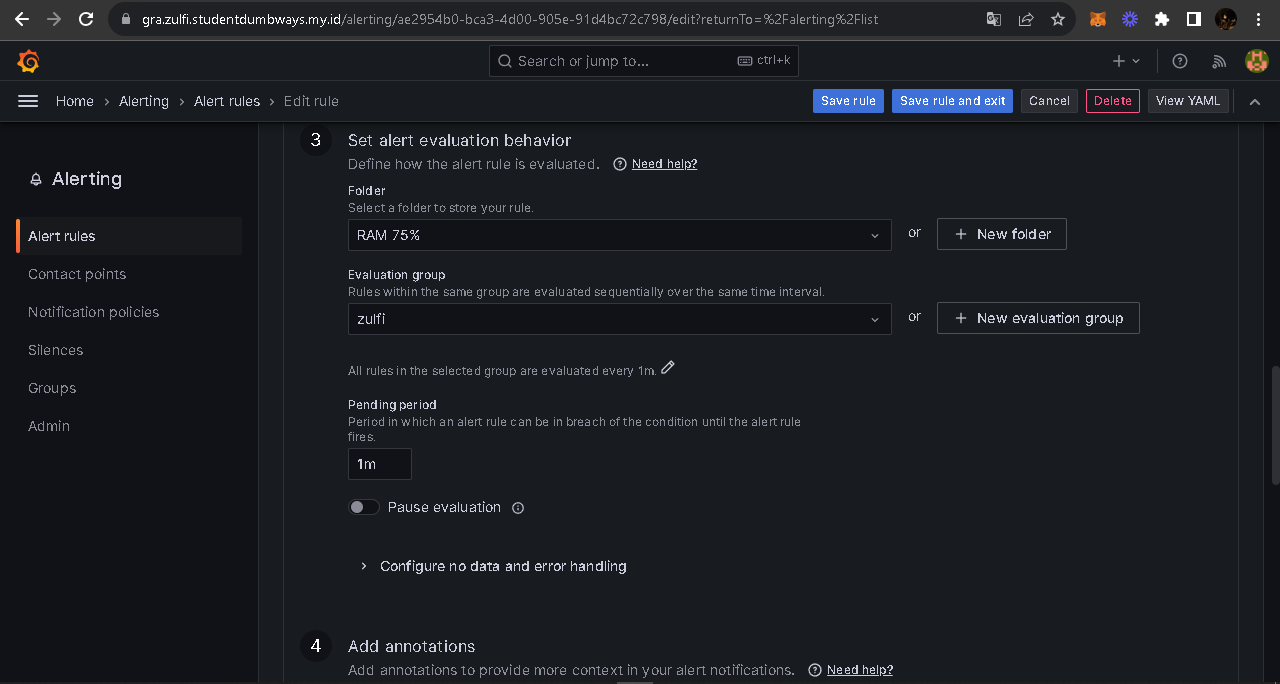 gra.zulfi.studentdumbways.my.id/alerting/ae2954b0-bca3-4d00-905e-91d4bc72c798/edit?returnTo=%2Falerting%2Flist
Search or jump to... ctrl+k
Home > Alerting > Alert rules > Edit rule
Save rule Save rule and exit Cancel Delete View YAML
Alerting
Alert rules
Contact points
Notification policies
Silences
Groups
Admin
3 Set alert evaluation behavior
Define how the alert rule is evaluated. Need help?
Folder
Select a folder to store your rule.
RAM 75% or + New folder
Evaluation group
Rules within the same group are evaluated sequentially over the same time interval.
zulfi or + New evaluation group
All rules in the selected group are evaluated every 1m.
Pending period
Period in which an alert rule can be in breach of the condition until the alert rule
fires.
1m
Pause evaluation
> Configure no data and error handling
4 Add annotations
Add annotations to provide more context in your alert notifications. Need help?